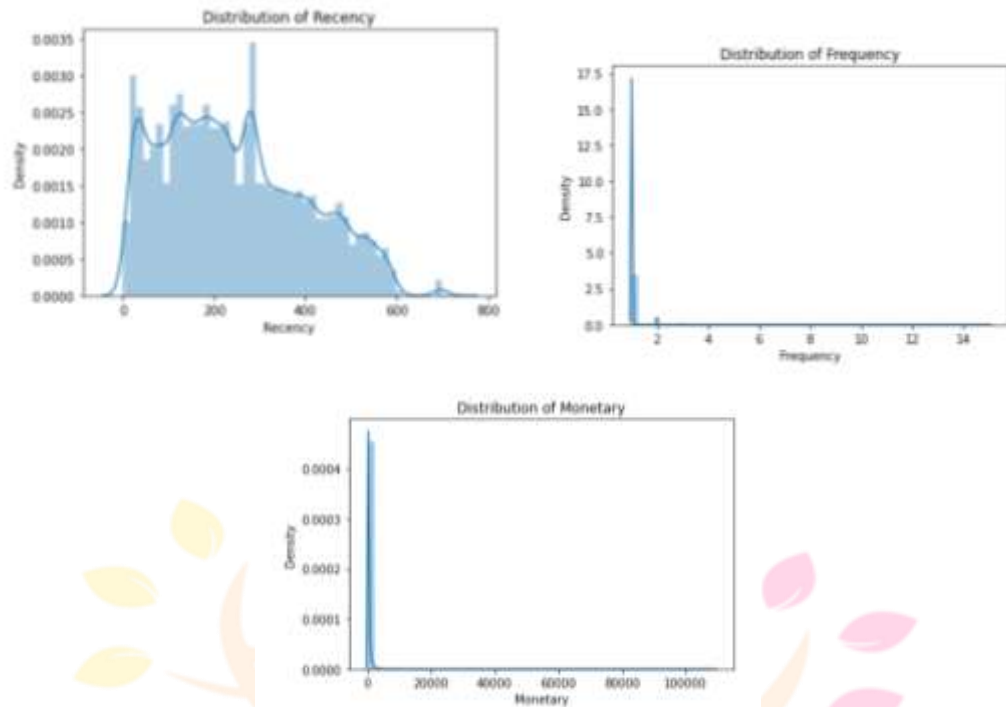 Distribution of Recency
0.0035
0.0030
0.0025
0.0020
0.0015
0.0010
0.0005
0.0000
Density
0 200 400 600 800
Recency
Distribution of Frequency
17.5
15.0
12.5
10.0
7.5
5.0
2.5
0.0
Density
2 4 6 8 10 12 14
Frequency
Distribution of Monetary
0.0004
0.0003
0.0002
0.0001
0.0000
Density
0 20000 40000 60000 80000 100000
Monetary